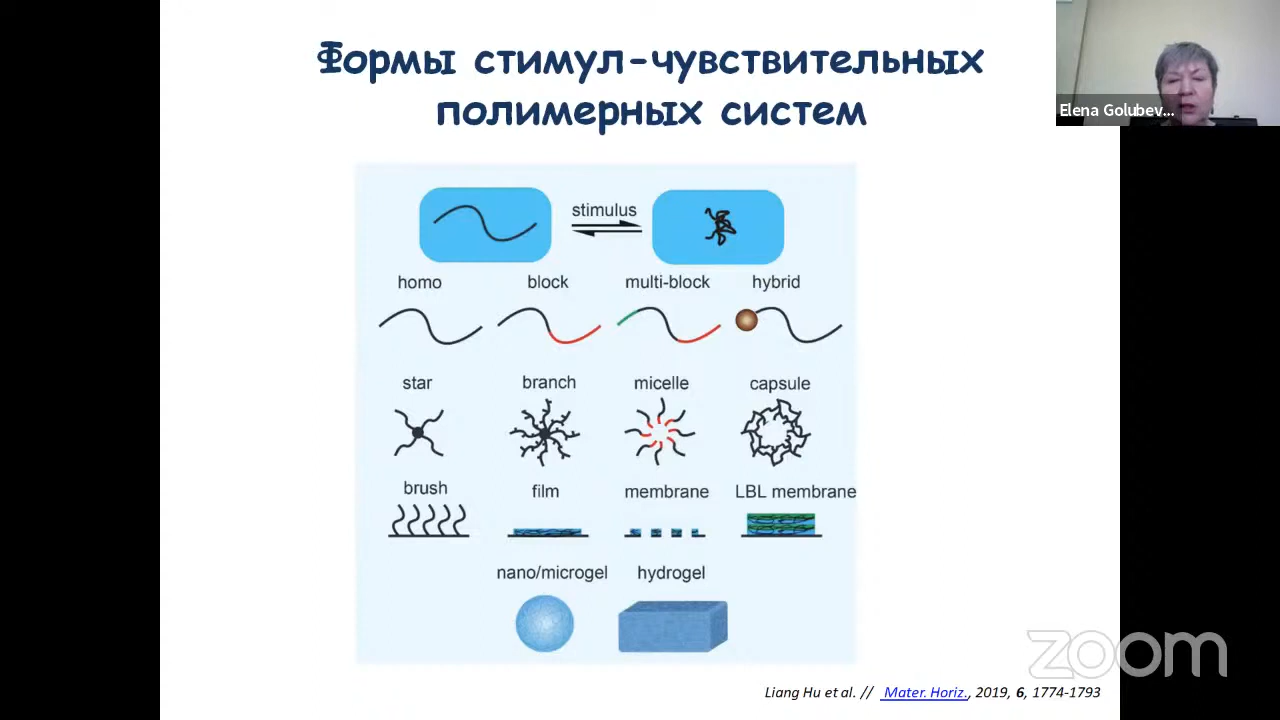 Формы стимул-чувствительных
полимерных систем
Elena Golubev...
stimulus
homo block multi-block hybrid
star branch micelle capsule
brush film membrane LBL membrane
nano/microgel hydrogel
zoom
Liang Hu et al. // Mater. Horiz., 2019, 6, 1774-1793